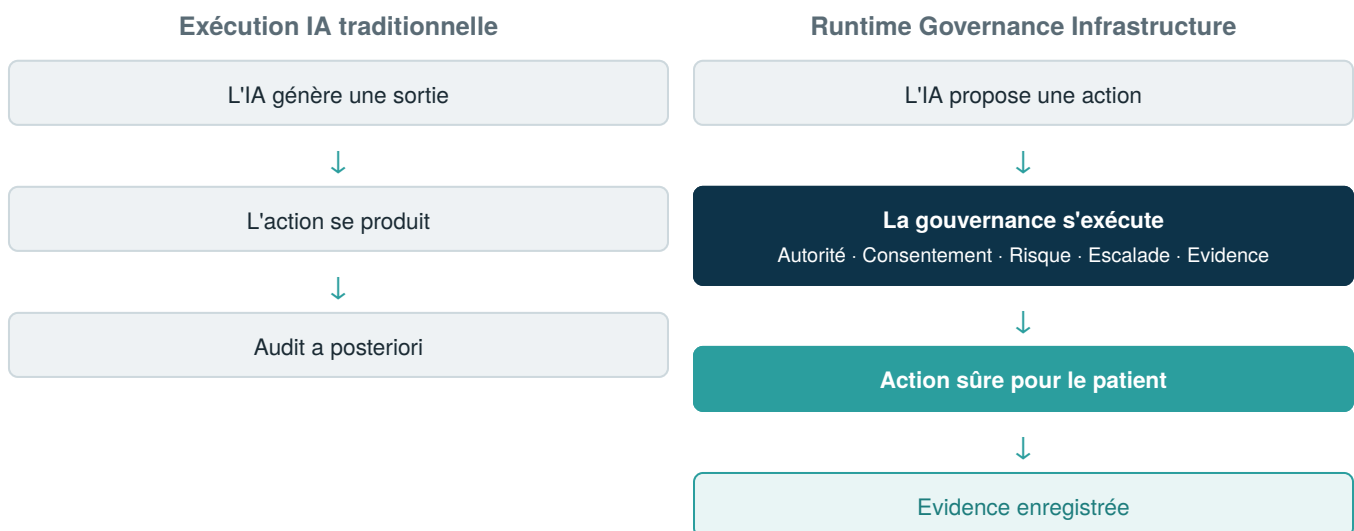 Exécution IA traditionnelle
L'IA génère une sortie
↓
L'action se produit
↓
Audit a posteriori
Runtime Governance Infrastructure
L'IA propose une action
↓
La gouvernance s'exécute
Autorité · Consentement · Risque · Escalade · Evidence
↓
Action sûre pour le patient
↓
Evidence enregistrée